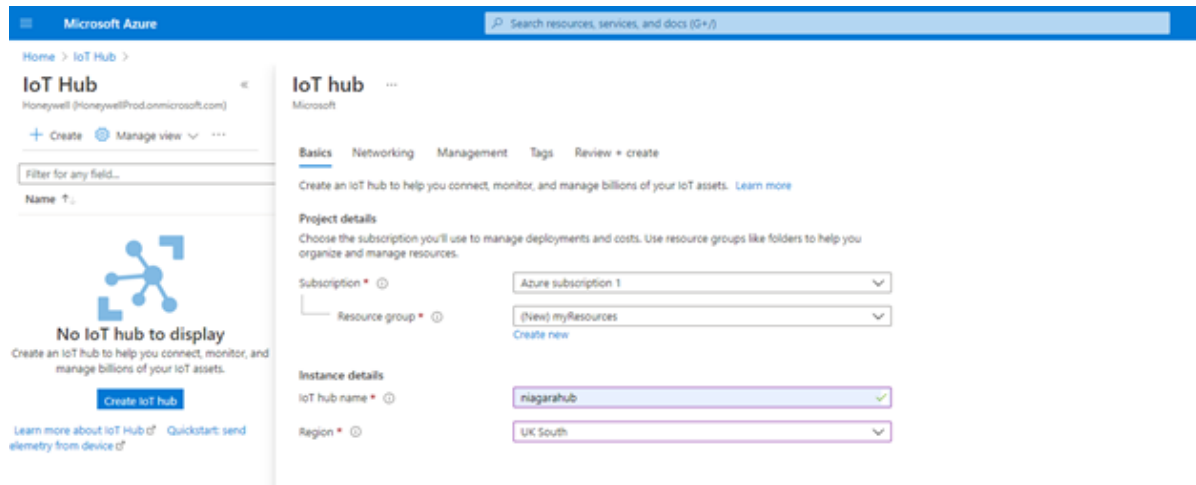 Microsoft Azure
Search resources, services, and docs (G+/)
Home > IoT Hub >
IoT Hub «
Honeywell (HoneywellProd.onmicrosoft.com)
+ Create Manage view ...
Filter for any field...
Name ↑↓
No IoT hub to display
Create an IoT hub to help you connect, monitor, and
manage billions of your IoT assets.
Create IoT hub
Learn more about IoT Hub Quickstart: send
elemetry from device
IoT hub ...
Microsoft
Basics Networking Management Tags Review + create
Create an IoT hub to help you connect, monitor, and manage billions of your IoT assets. Learn more
Project details
Choose the subscription you'll use to manage deployments and costs. Use resource groups like folders to help you
organize and manage resources.
Subscription * Azure subscription 1
Resource group * (New) myResources
Create new
Instance details
IoT hub name * niagarahub
Region * UK South